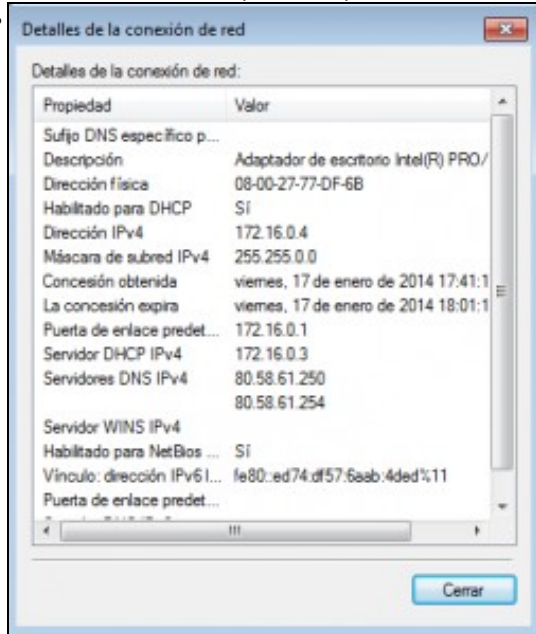 Detalles de la conexión de red
Detalles de la conexión de red:
Propiedad Valor
Sufijo DNS específico p...
Descripción Adaptador de escritorio Intel(R) PRO/
Dirección física 08-00-27-77-DF-6B
Habilitado para DHCP Sí
Dirección IPv4 172.16.0.4
Máscara de subred IPv4 255.255.0.0
Concesión obtenida viernes, 17 de enero de 2014 17:41:1
La concesión expira viernes, 17 de enero de 2014 18:01:1
Puerta de enlace predet... 172.16.0.1
Servidor DHCP IPv4 172.16.0.3
Servidores DNS IPv4 80.58.61.250
80.58.61.254
Servidor WINS IPv4
Habilitado para NetBios ... Sí
Vínculo: dirección IPv6 l... fe80::ed74:df57:6aab:4ded%11
Puerta de enlace predet...
Cerrar